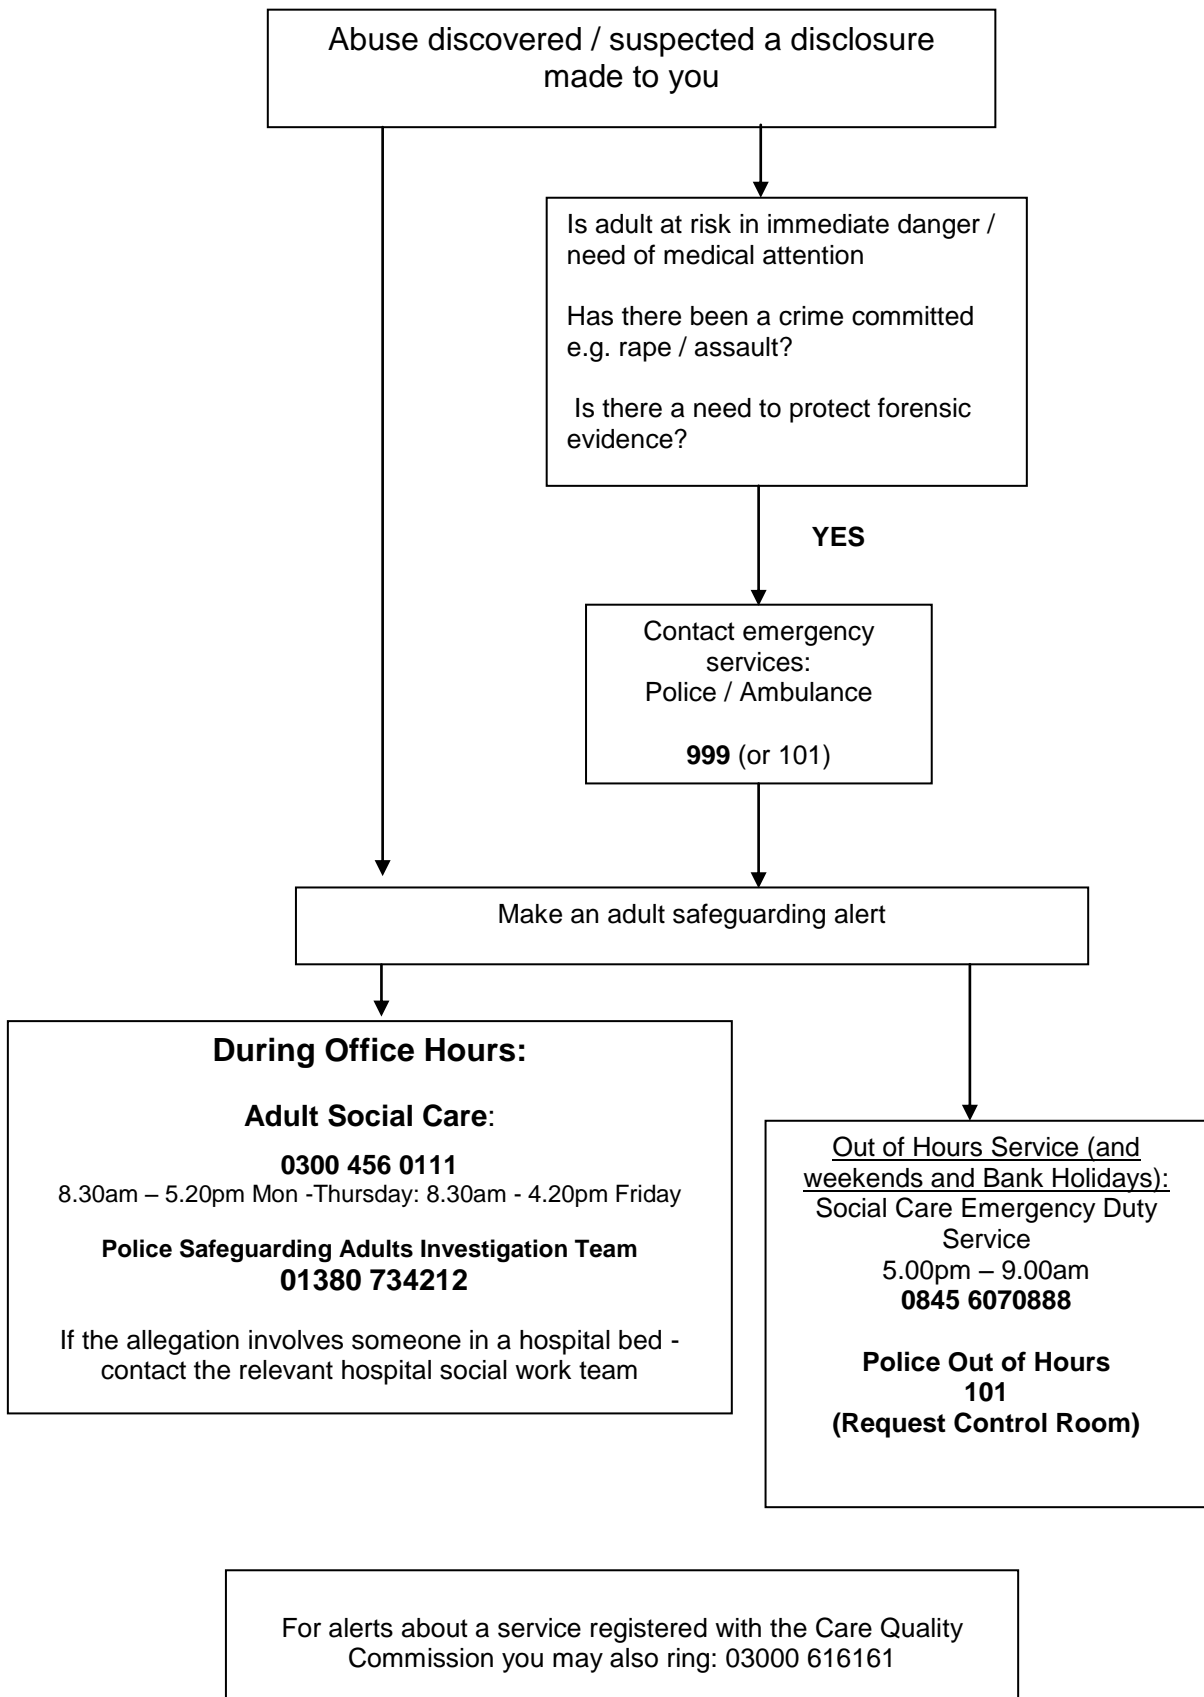 Abuse discovered / suspected a disclosure
made to you
Is adult at risk in immediate danger /
need of medical attention
Has there been a crime committed
e.g. rape / assault?
Is there a need to protect forensic
evidence?
YES
Contact emergency
services:
Police / Ambulance
999 (or 101)
Make an adult safeguarding alert
During Office Hours:
Adult Social Care:
0300 456 0111
8.30am – 5.20pm Mon -Thursday: 8.30am - 4.20pm Friday
Police Safeguarding Adults Investigation Team
01380 734212
If the allegation involves someone in a hospital bed -
contact the relevant hospital social work team
Out of Hours Service (and
weekends and Bank Holidays):
Social Care Emergency Duty
Service
5.00pm – 9.00am
0845 6070888
Police Out of Hours
101
(Request Control Room)
For alerts about a service registered with the Care Quality
Commission you may also ring: 03000 616161